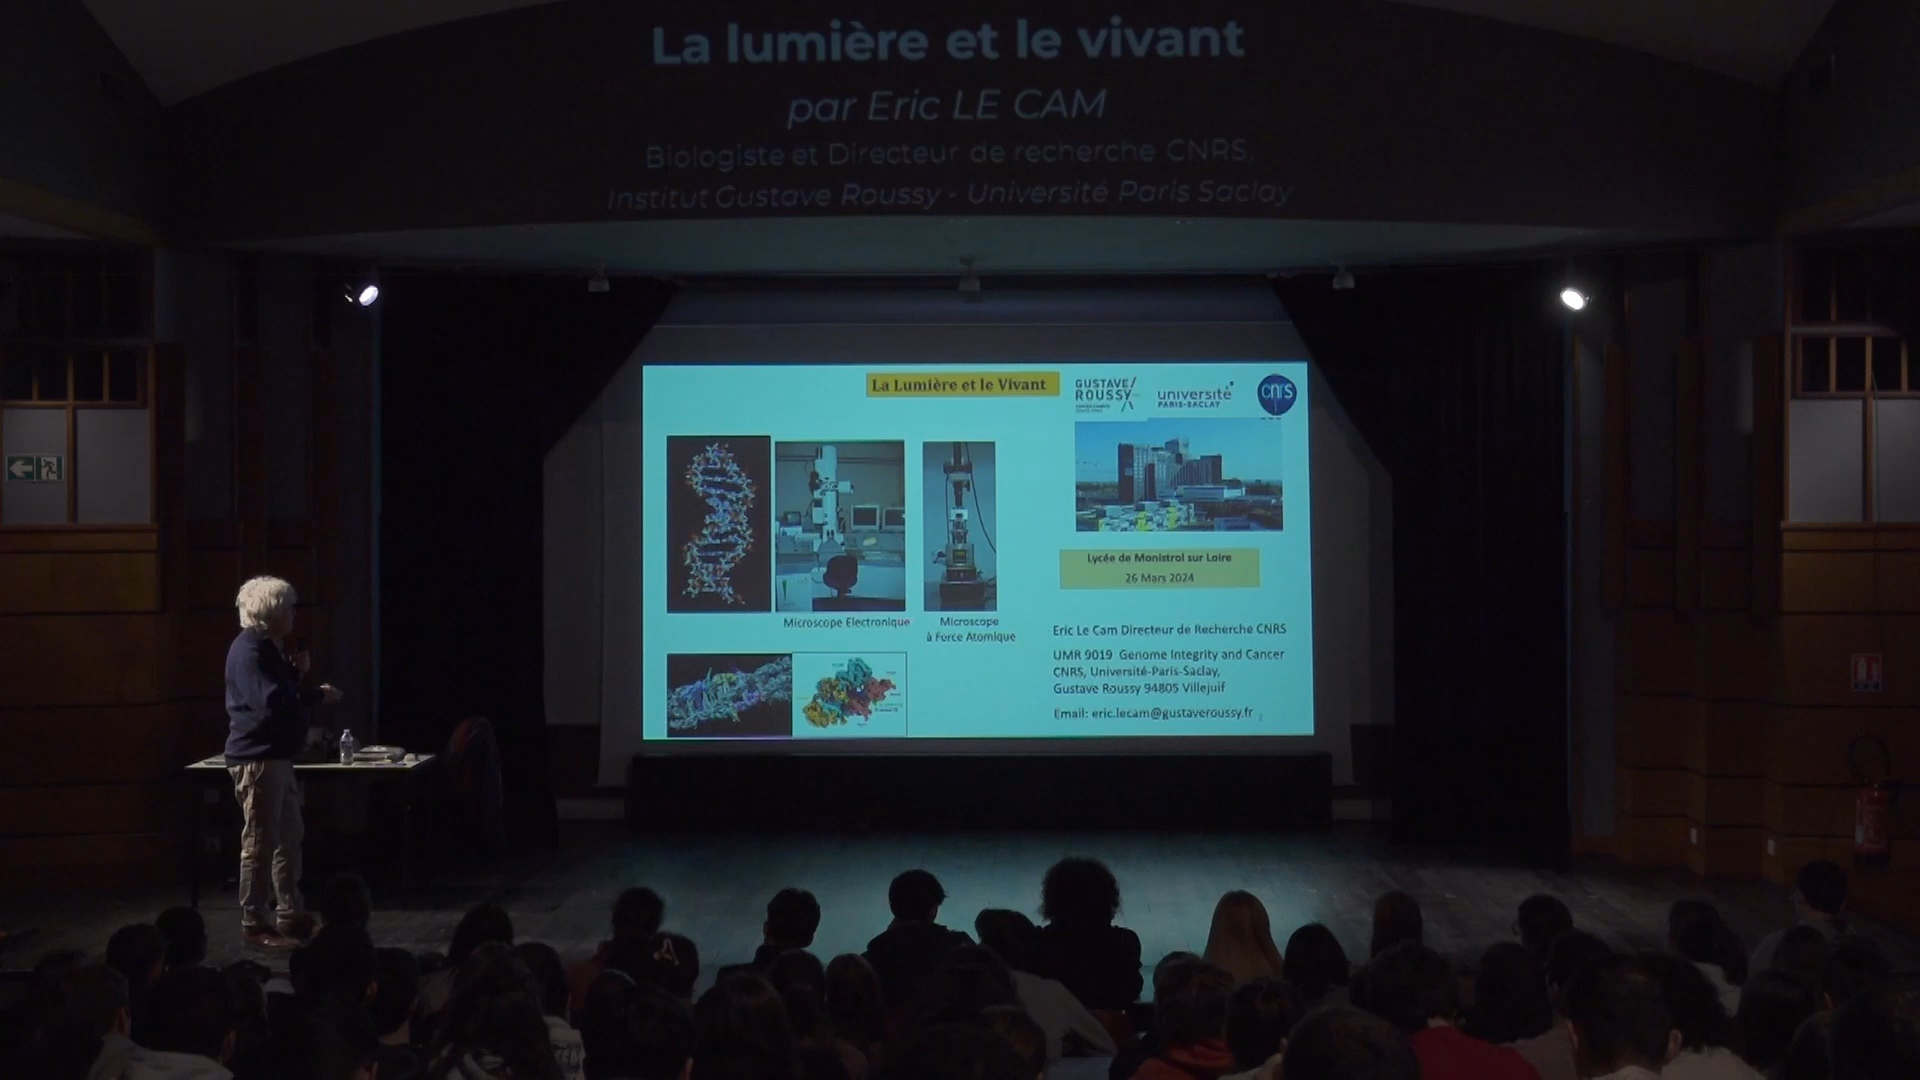 La lumière et le vivant
par Eric LE CAM
Biologiste et Directeur de recherche CNRS,
Institut Gustave Roussy - Université Paris Saclay
La Lumière et le Vivant
GUSTAVE
ROUSSY
université
PARIS-SACLAY
cnrs
Microscope Electronique
Microscope
à Force Atomique
Lycée de Monistrol sur Loire
26 Mars 2024
Eric Le Cam Directeur de Recherche CNRS
UMR 9019 Genome Integrity and Cancer
CNRS, Université-Paris-Saclay,
Gustave Roussy 94805 Villejuif
Email: eric.lecam@gustaveroussy.fr